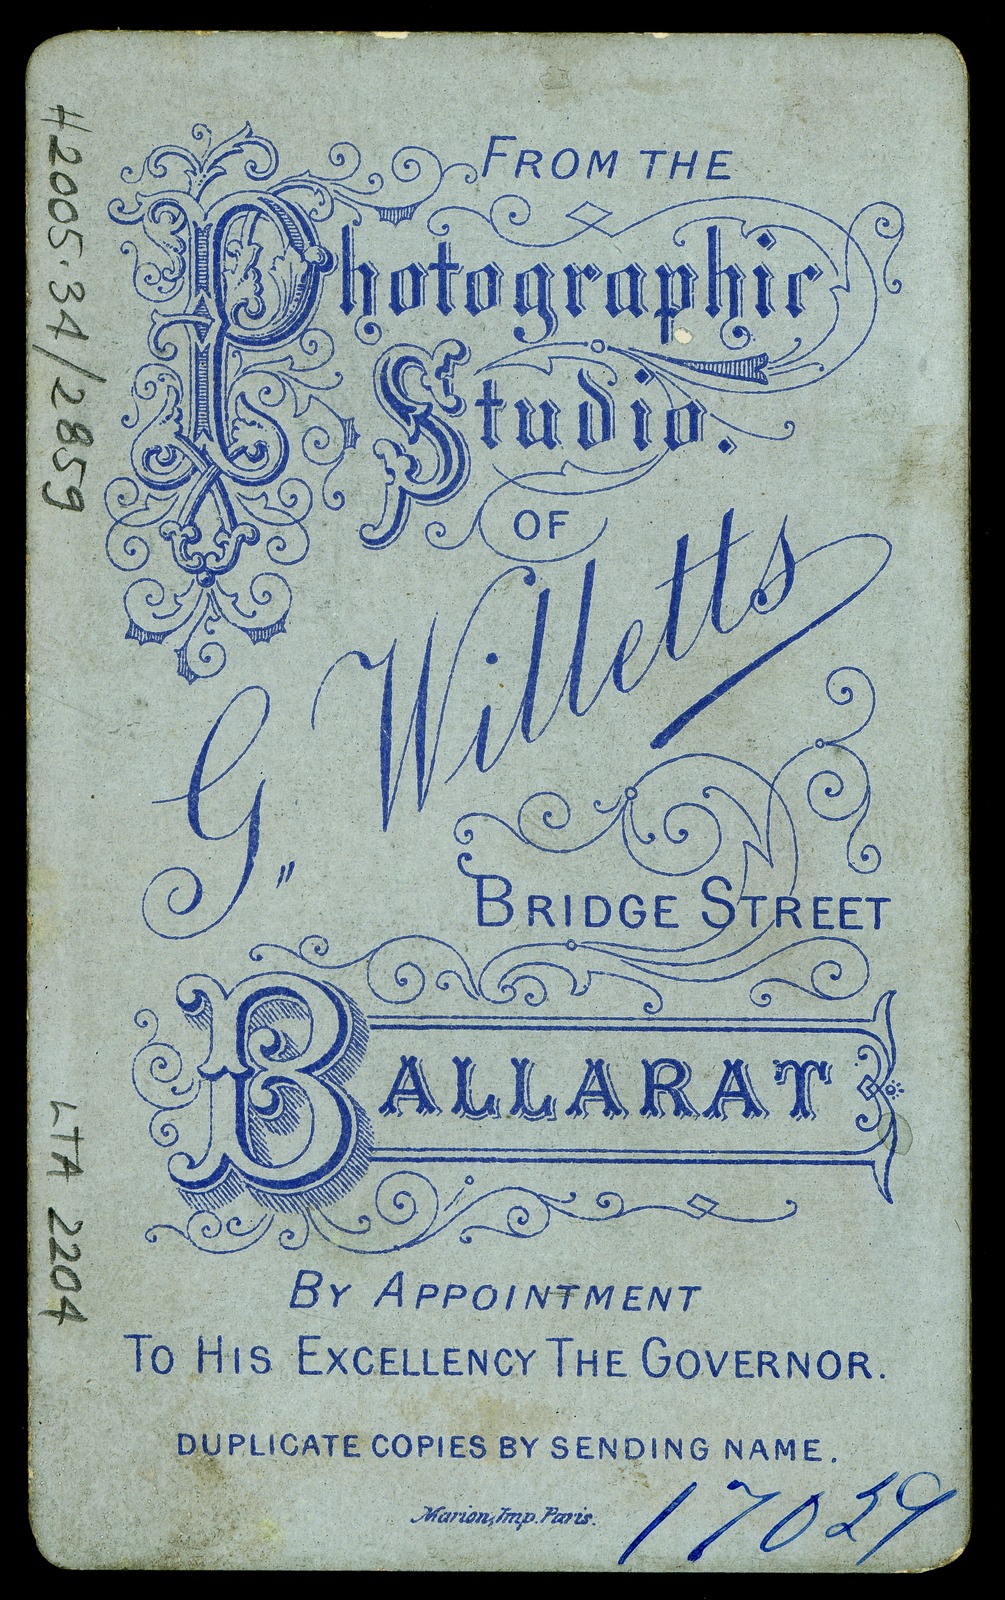 FROM THE
Photographic
Studio.
OF
G,, Willetts
BRIDGE STREET
BALLARAT
BY APPOINTMENT
TO HIS EXCELLENCY THE GOVERNOR.
DUPLICATE COPIES BY SENDING NAME.
Marion, Imp. Paris.
17029
H2005.34/2859
LTA 2204